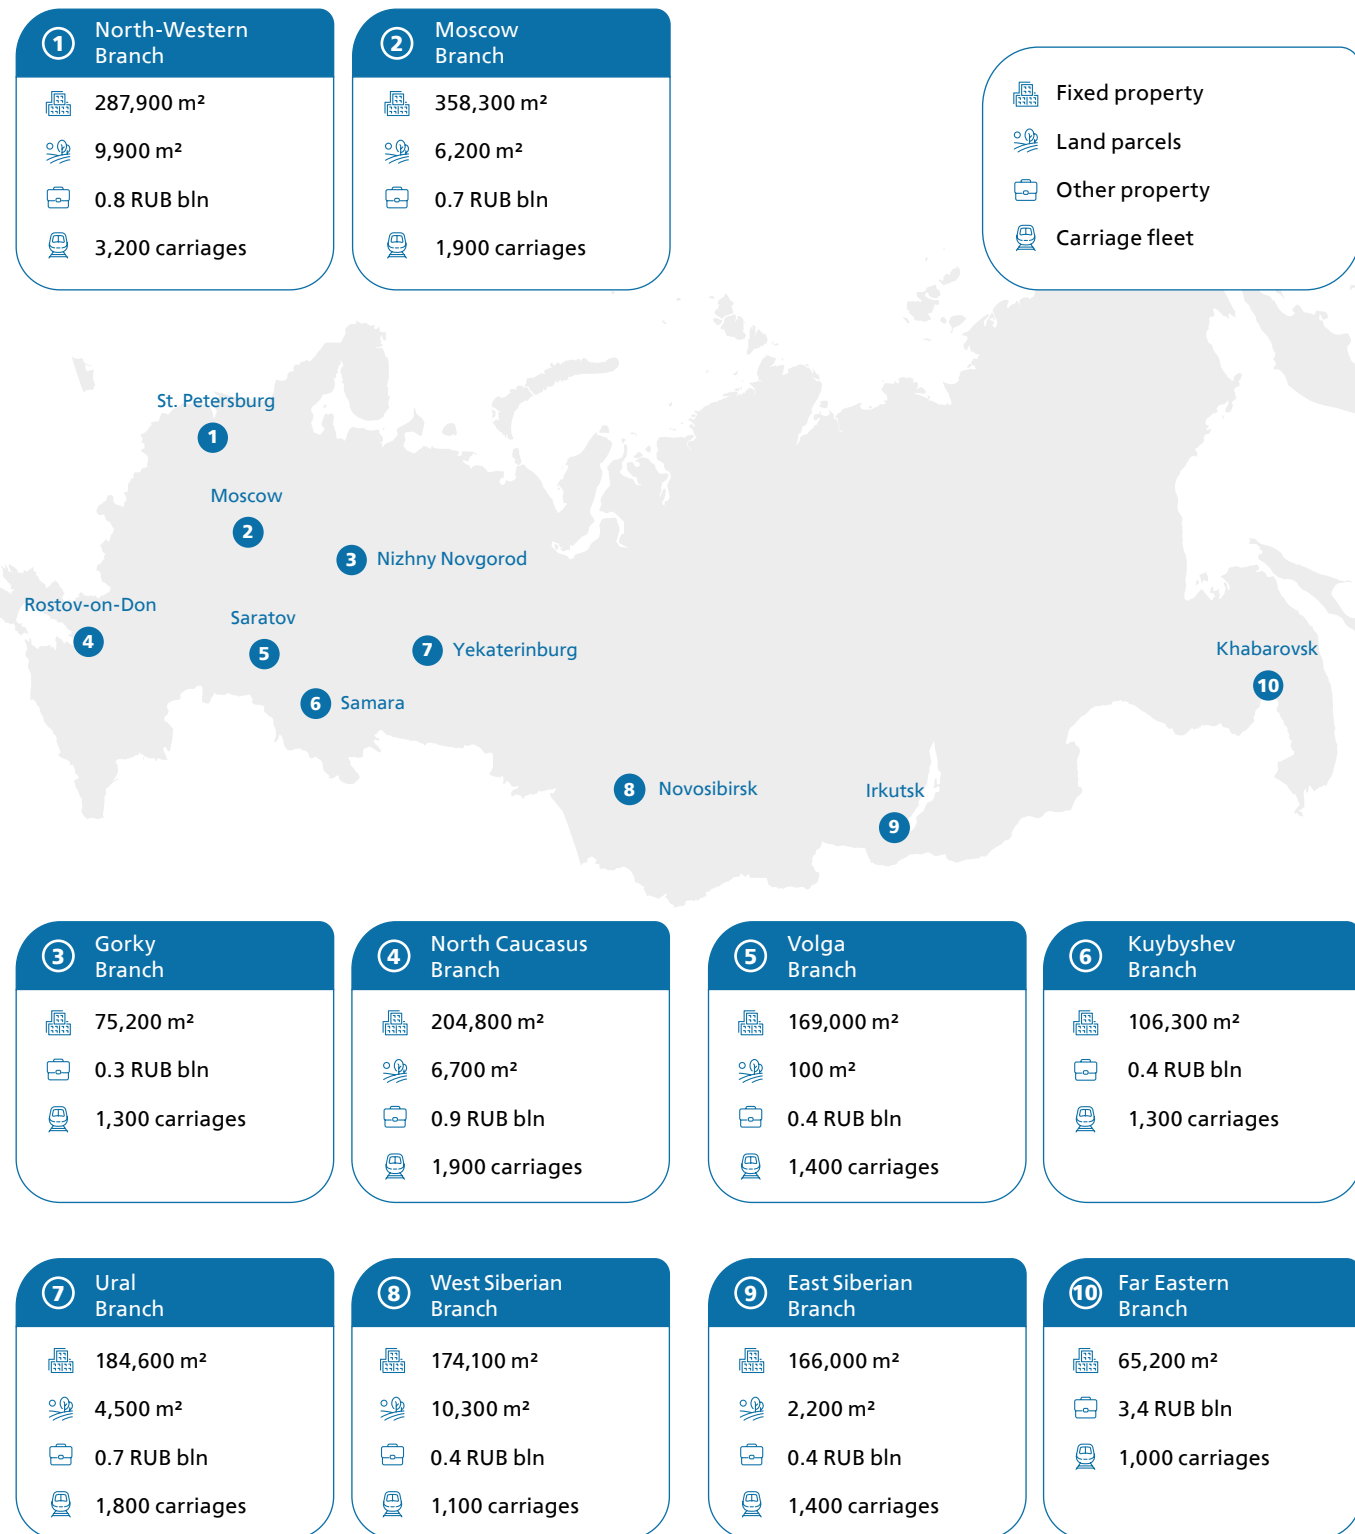 1
North-Western
Branch
287,900 m²
9,900 m²
0.8 RUB bln
3,200 carriages
2
Moscow
Branch
358,300 m²
6,200 m²
0.7 RUB bln
1,900 carriages
Fixed property
Land parcels
Other property
Carriage fleet
St. Petersburg
1
Moscow
2
3 Nizhny Novgorod
Rostov-on-Don
4
Saratov
5
7 Yekaterinburg
6 Samara
Khabarovsk
10
8 Novosibirsk
Irkutsk
9
3
Gorky
Branch
75,200 m²
0.3 RUB bln
1,300 carriages
4
North Caucasus
Branch
204,800 m²
6,700 m²
0.9 RUB bln
1,900 carriages
5
Volga
Branch
169,000 m²
100 m²
0.4 RUB bln
1,400 carriages
6
Kuybyshev
Branch
106,300 m²
0.4 RUB bln
1,300 carriages
7
Ural
Branch
184,600 m²
4,500 m²
0.7 RUB bln
1,800 carriages
8
West Siberian
Branch
174,100 m²
10,300 m²
0.4 RUB bln
1,100 carriages
9
East Siberian
Branch
166,000 m²
2,200 m²
0.4 RUB bln
1,400 carriages
10
Far Eastern
Branch
65,200 m²
3,4 RUB bln
1,000 carriages